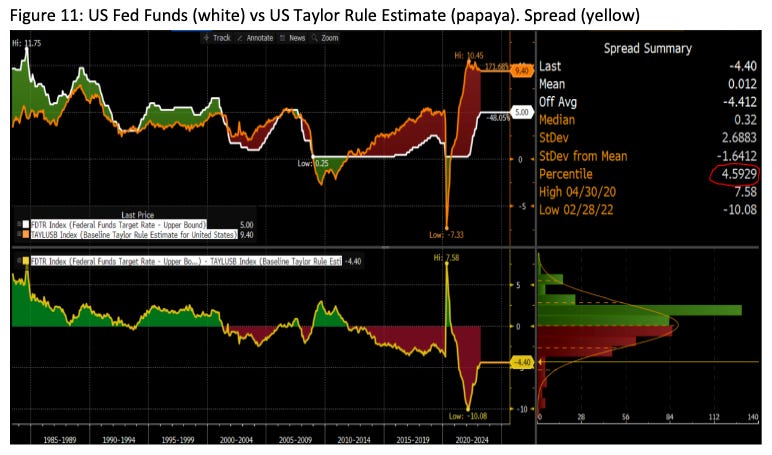 Figure 11: US Fed Funds (white) vs US Taylor Rule Estimate (papaya). Spread (yellow)
Track Annotate News Zoom
Hi: 11.75
Hi: 10.45
171.68%
9.40
5.00
-48.05%
0
Low: 0.25
-5
Low: -7.33
Last Price
FDTR Index (Federal Funds Target Rate - Upper Bound) 5.00
TAYLUSB Index (Baseline Taylor Rule Estimate for United States) 9.40
Spread Summary
Last -4.40
Mean 0.012
Off Avg -4.412
Median 0.32
StDev 2.6883
StDev from Mean -1.6412
Percentile 4.5929
High 04/30/20 7.58
Low 02/28/22 -10.08
FDTR Index (Federal Funds Target Rate - Upper Bo...) - TAYLUSB Index (Baseline Taylor Rule Esti -4.40
Hi: 7.58
5
0
-4.40
-10
Low: -10.08
1985-1989 1990-1994 1995-1999 2000-2004 2005-2009 2010-2014 2015-2019 2020-2024
0 28 56 84 112 140